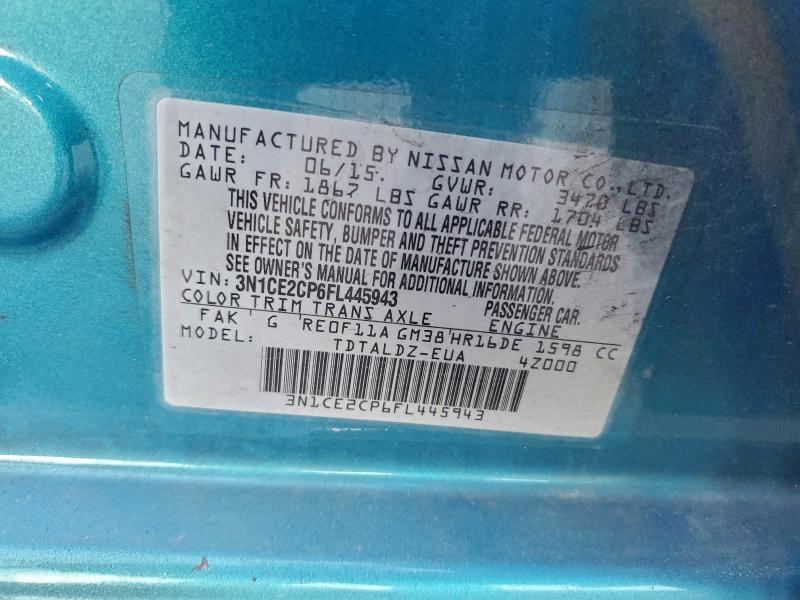 MANUFACTURED BY NISSAN MOTOR CO., LTD.
DATE: 06/15. GVWR: 3470 LBS
GAWR FR: 1867 LBS GAWR RR: 1704 LBS
THIS VEHICLE CONFORMS TO ALL APPLICABLE FEDERAL MOTOR
VEHICLE SAFETY, BUMPER AND THEFT PREVENTION STANDARDS
IN EFFECT ON THE DATE OF MANUFACTURE SHOWN ABOVE.
SEE OWNER'S MANUAL FOR ADDITIONAL INFORMATION.
VIN: 3N1CE2CP6FL445943 PASSENGER CAR.
COLOR TRIM TRANS AXLE ENGINE
FAK G RE0F11A GM38 HR16DE 1598 CC
MODEL: TDTALDZ-EUA 4Z000
3N1CE2CP6FL445943